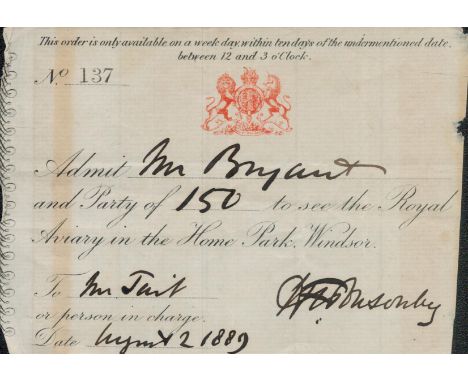 This order is only available on a week day, within ten days of the undermentioned date,
between 12 and 3 o'Clock.
No 137
Admit Mr Bryant
and Party of 150 to see the Royal
Aviary in the Home Park, Windsor.
To Mr Tait
or person in charge.
Ponsonby
Date August 2 1889